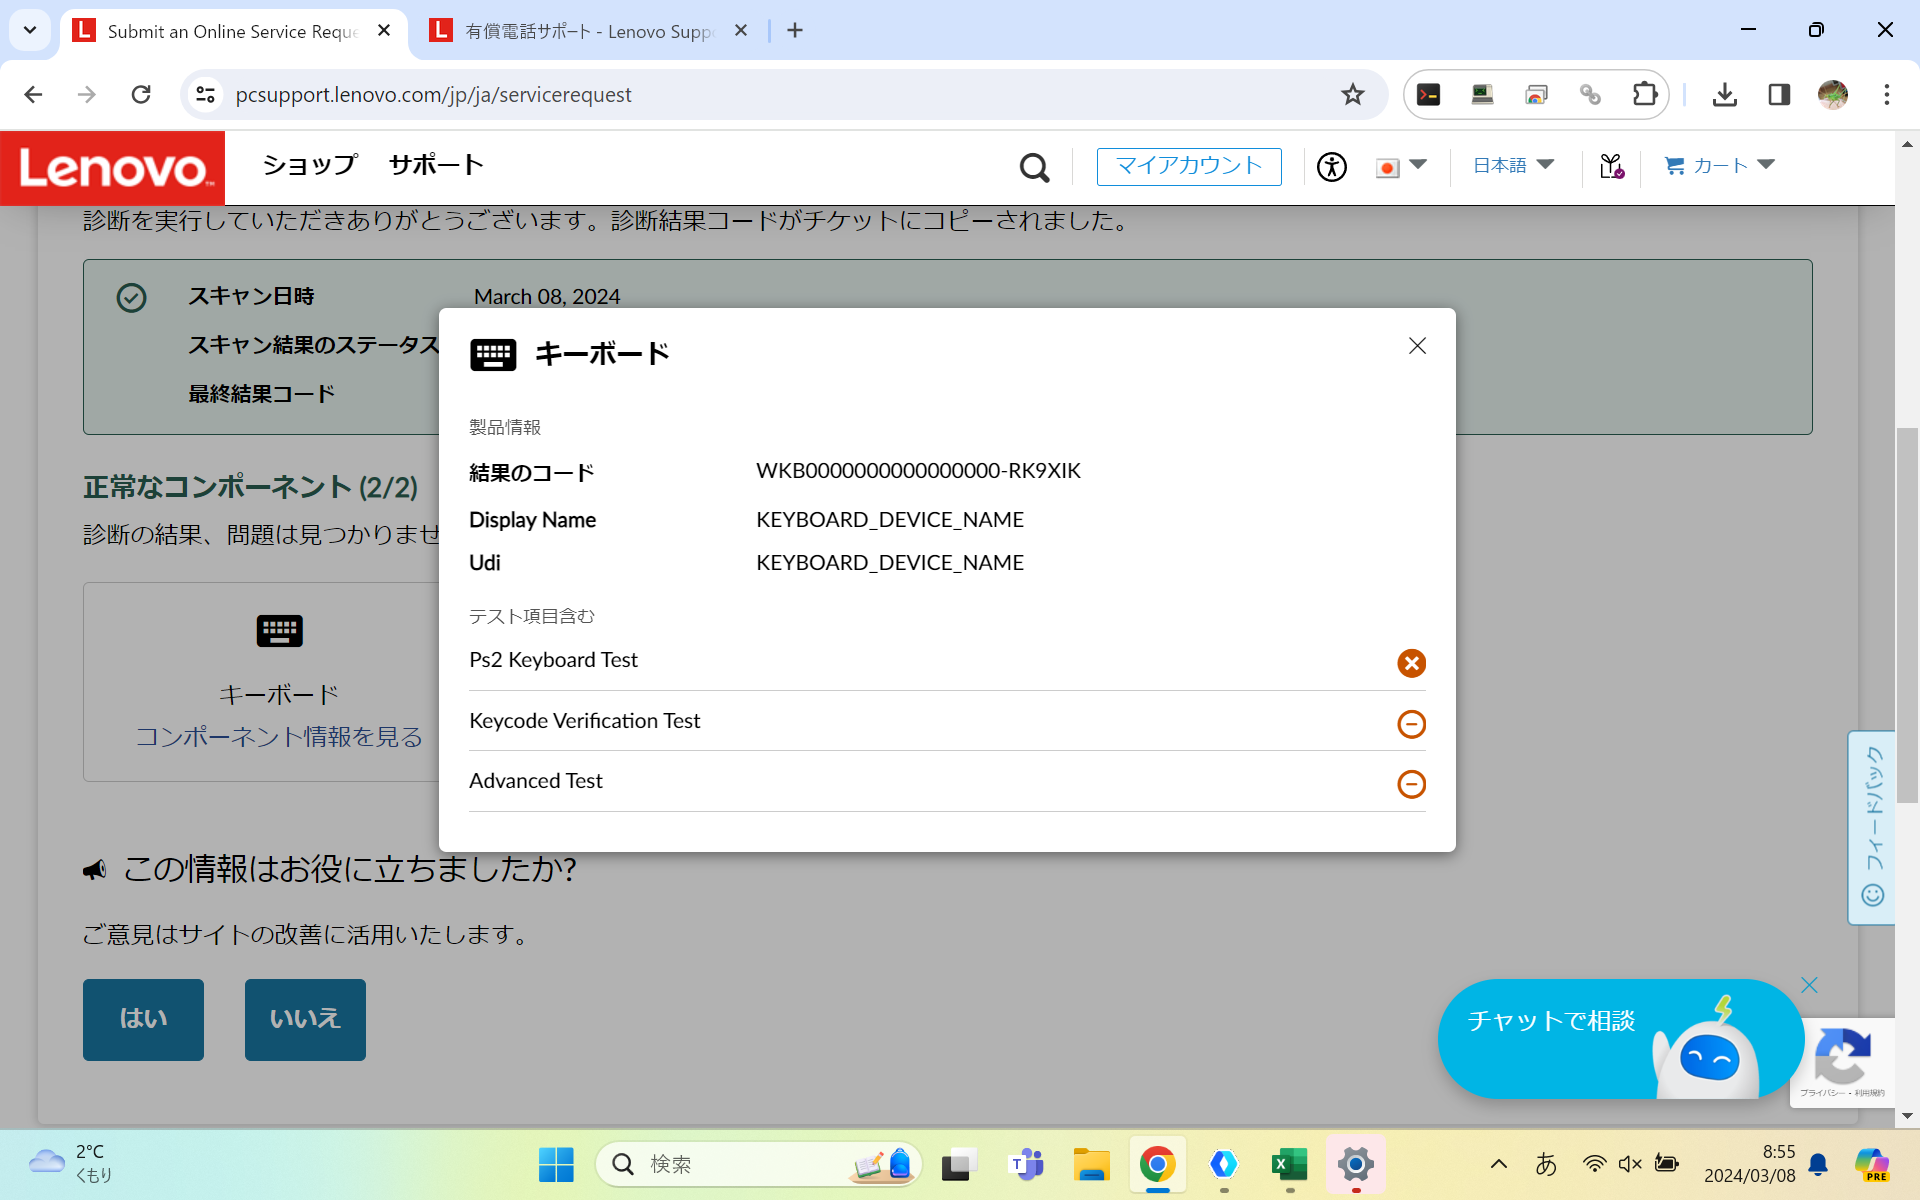 Submit an Online Service Reque
有償電話サポート - Lenovo Suppo
pcsupport.lenovo.com/jp/ja/servicerequest
Lenovo
ショップ
サポート
マイアカウント
日本語
カート
診断を実行していただきありがとうございます。診断結果コードがチケットにコピーされました。
スキャン日時
March 08, 2024
スキャン結果のステータス
最終結果コード
正常なコンポーネント (2/2)
診断の結果、問題は見つかりませ
キーボード
コンポーネント情報を見る
キーボード
製品情報
結果のコード
WKB0000000000000000-RK9XIK
Display Name
KEYBOARD_DEVICE_NAME
Udi
KEYBOARD_DEVICE_NAME
テスト項目含む
Ps2 Keyboard Test
Keycode Verification Test
Advanced Test
この情報はお役に立ちましたか?
ご意見はサイトの改善に活用いたします。
はい
いいえ
フィードバック
チャットで相談
プライバシー - 利用規約
2°C
くもり
検索
あ
8:55
2024/03/08
PRE